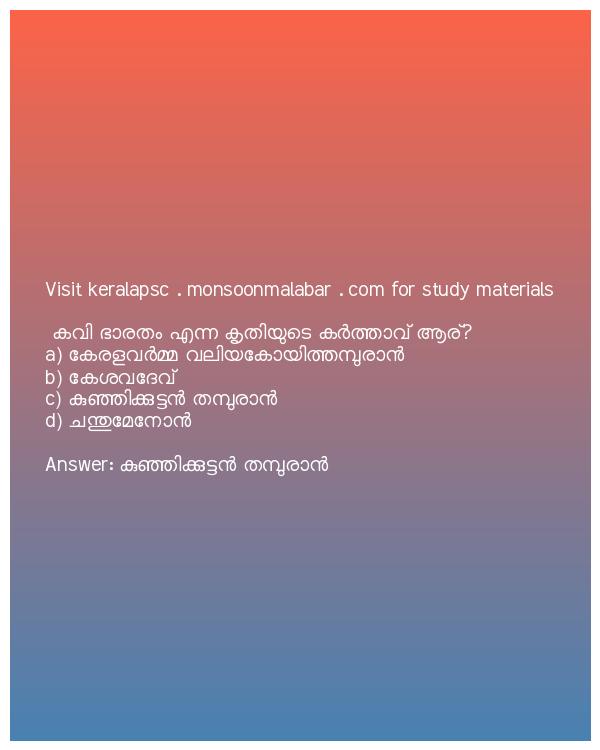 Visit keralapsc . monsoonmalabar . com for study materials
കവി ഭാരതം എന്ന കൃതിയുടെ കർത്താവ് ആര്?
a) കേരളവർമ്മ വലിയകോയിത്തമ്പുരാൻ
b) കേശവദേവ്
c) കുഞ്ഞിക്കുട്ടൻ തമ്പുരാൻ
d) ചന്തുമേനോൻ
Answer: കുഞ്ഞിക്കുട്ടൻ തമ്പുരാൻ